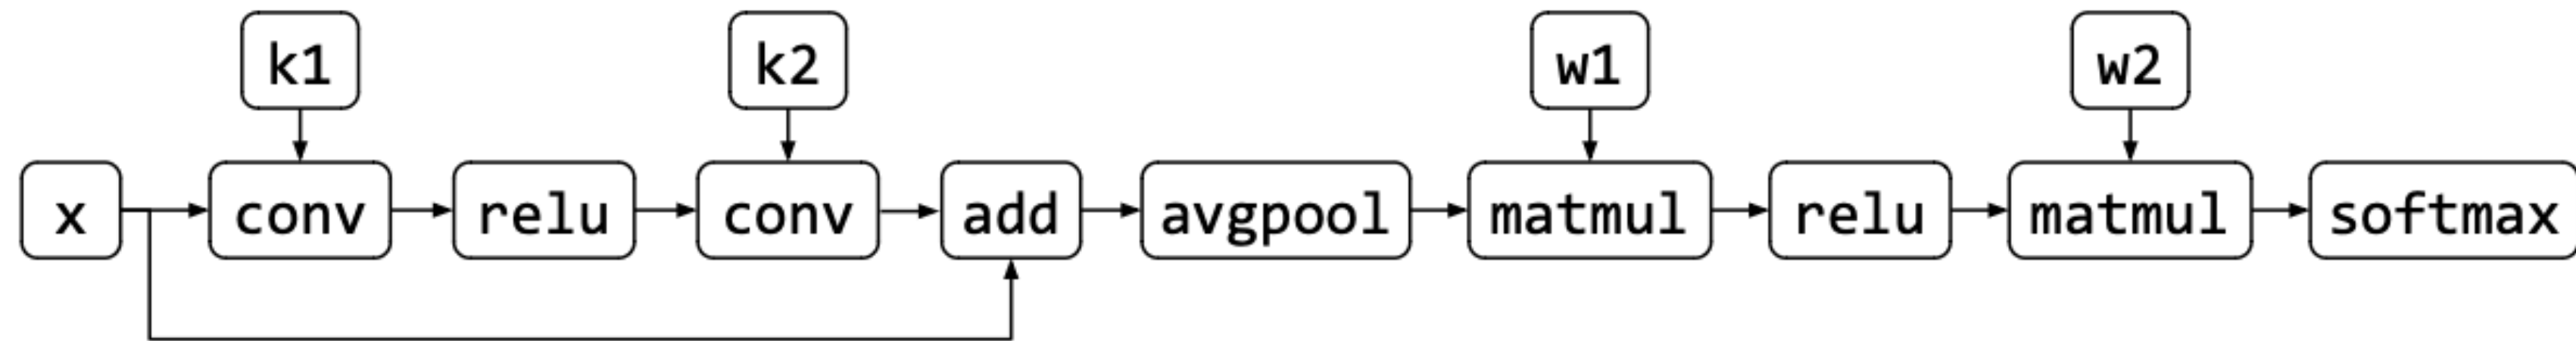 k1 k2 w1 w2
x conv relu conv add avgpool matmul relu matmul softmax